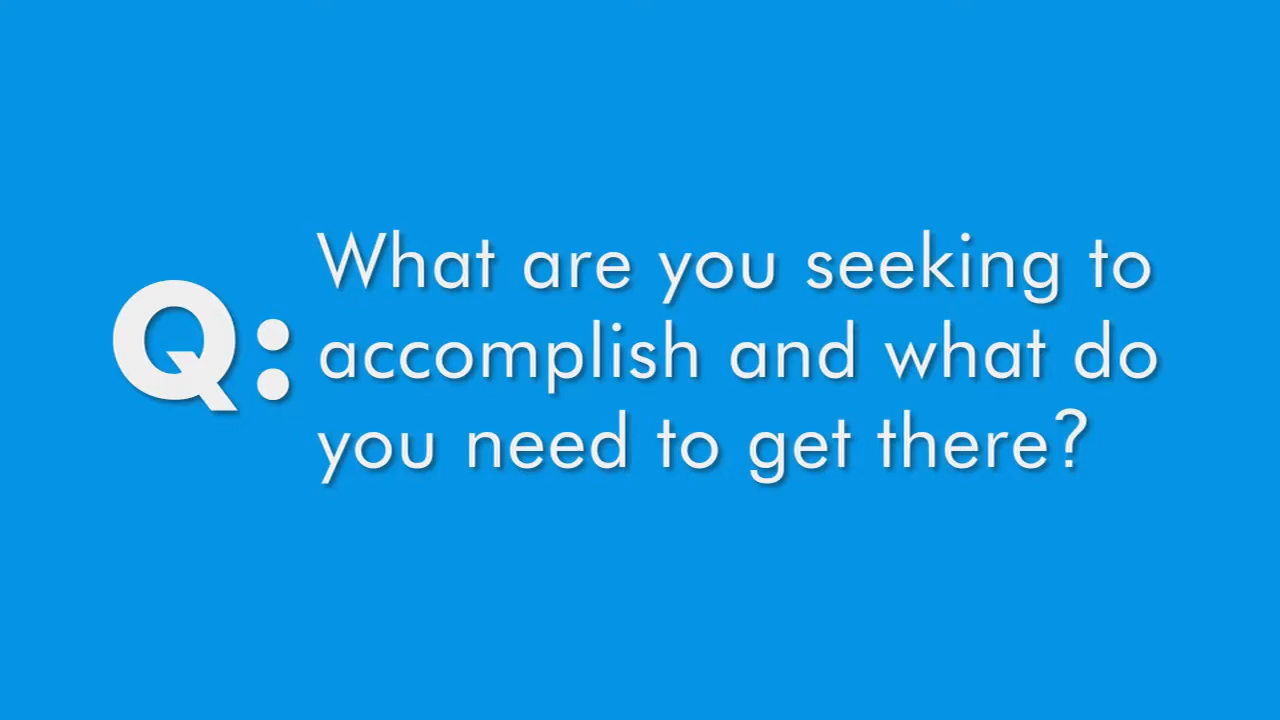 Q:
What are you seeking to
accomplish and what do
you need to get there?